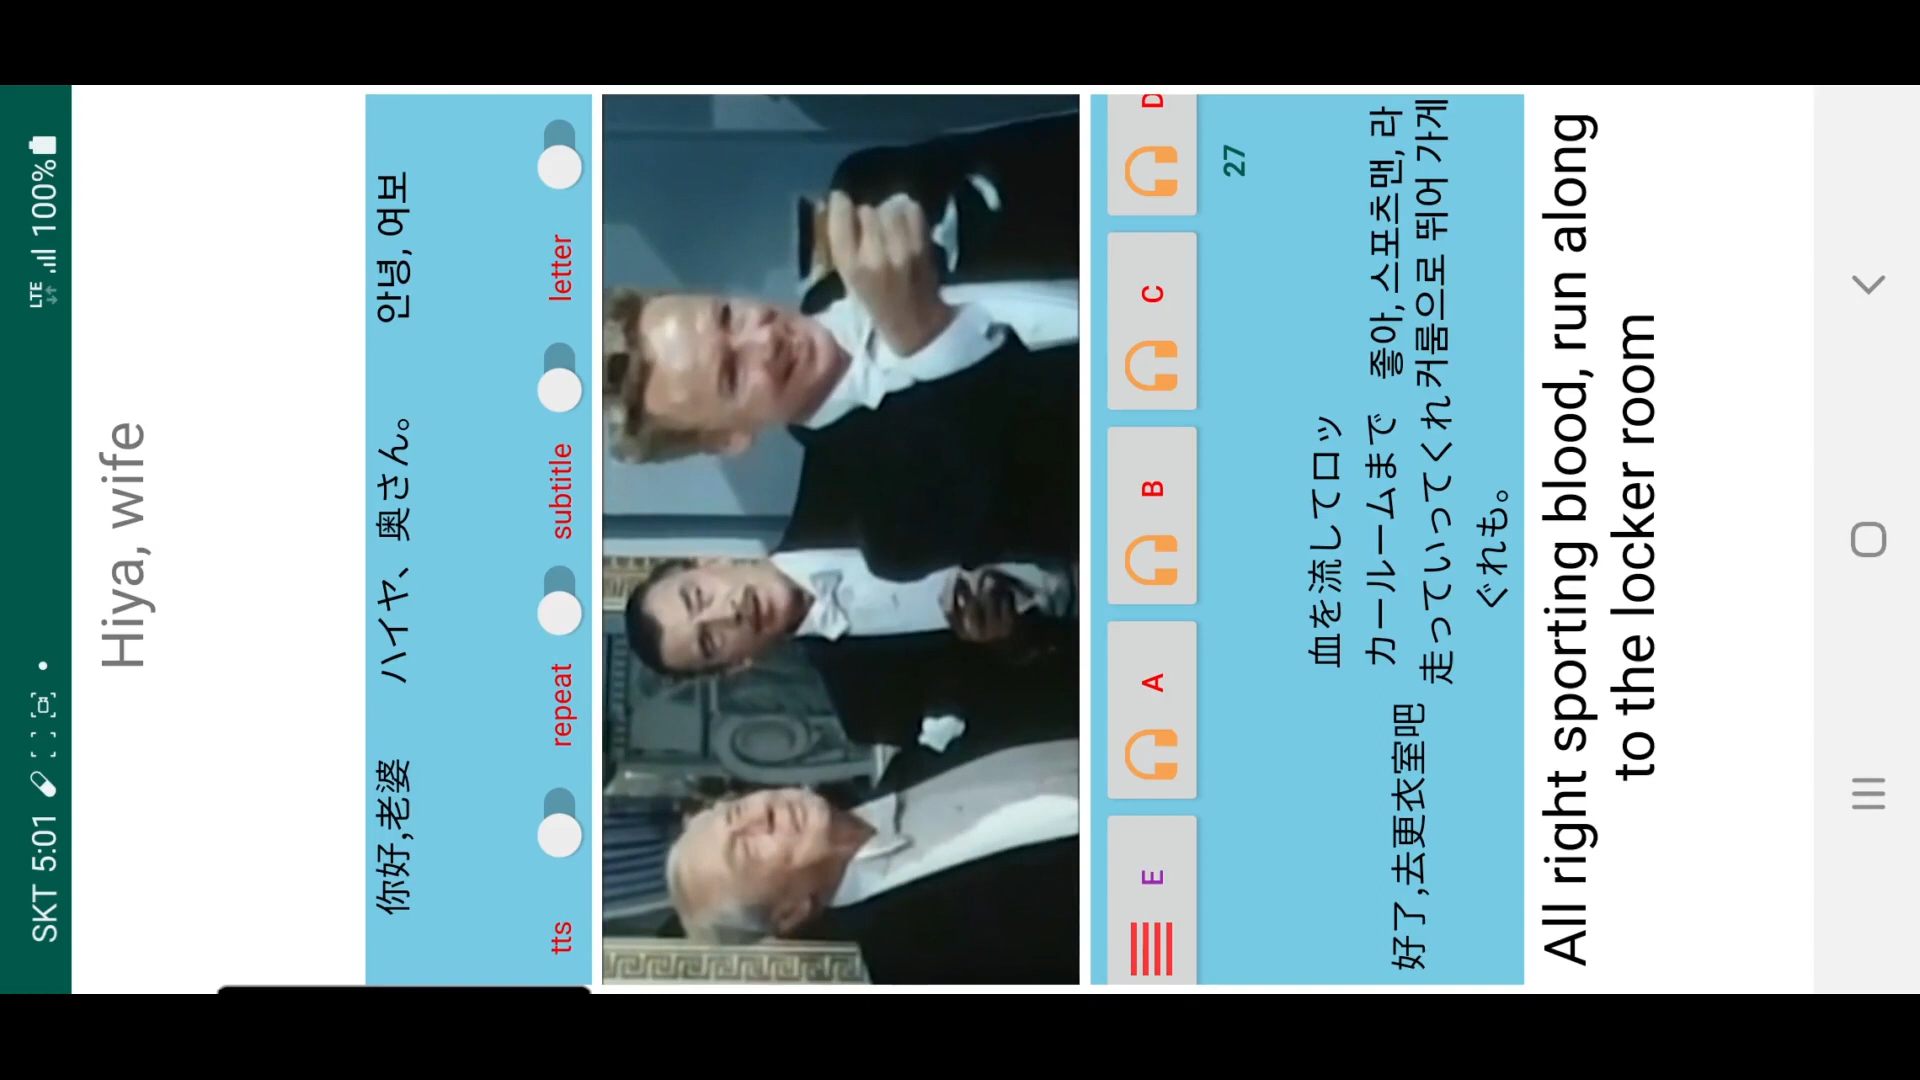 SKT 5:01 LTE 100%
Hiya, wife
你好,老婆 ハイヤ、奥さん。 안녕, 여보
tts repeat subtitle letter
E A B C D
27
好了,去更衣室吧
血を流してロッ
カールームまで
走っていってくれ
ぐれも。
좋아, 스포츠맨, 라
커룸으로 뛰어 가게
All right sporting blood, run along
to the locker room